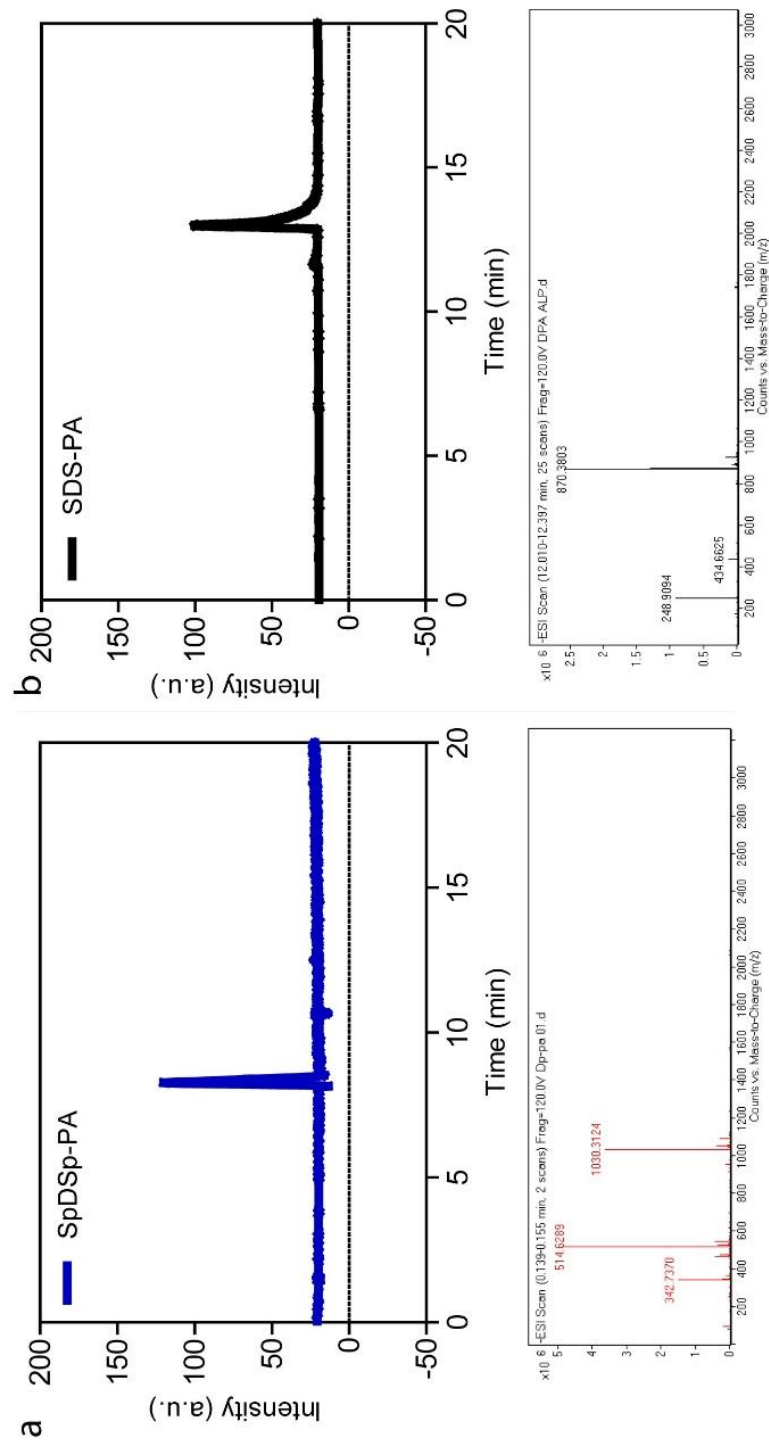 a
SpDSp-PA
200
150
100
50
0
-50
Intensity (a.u.)
0
5
10
15
20
Time (min)
x10 6 -ESI Scan (0.139-0.155 min, 2 scans) Frag=120.0V Dp-pa 01.d
5
4
3
2
1
0
342.7370
514.6289
1030.3124
200 400 600 800 1000 1200 1400 1600 1800 2000 2200 2400 2600 2800 3000
Counts vs. Mass-to-Charge (m/z)
b
SDS-PA
200
150
100
50
0
-50
Intensity (a.u.)
0
5
10
15
20
Time (min)
x10 6 -ESI Scan (12.010-12.397 min, 25 scans) Frag=120.0V DPA ALP.d
2.5
2
1.5
1
0.5
0
248.9094
434.6625
870.3803
200 400 600 800 1000 1200 1400 1600 1800 2000 2200 2400 2600 2800 3000
Counts vs. Mass-to-Charge (m/z)